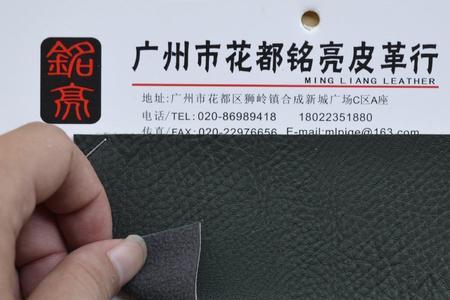 銘亮
广州市花都铭亮皮革行
MING LIANG LEATHER
地址:广州市花都区狮岭镇合成新城广场C区A座
电话/TEL:020-86989418 18022351880
传真/FAX:020-22976656 E-mail:mlpige@163.com